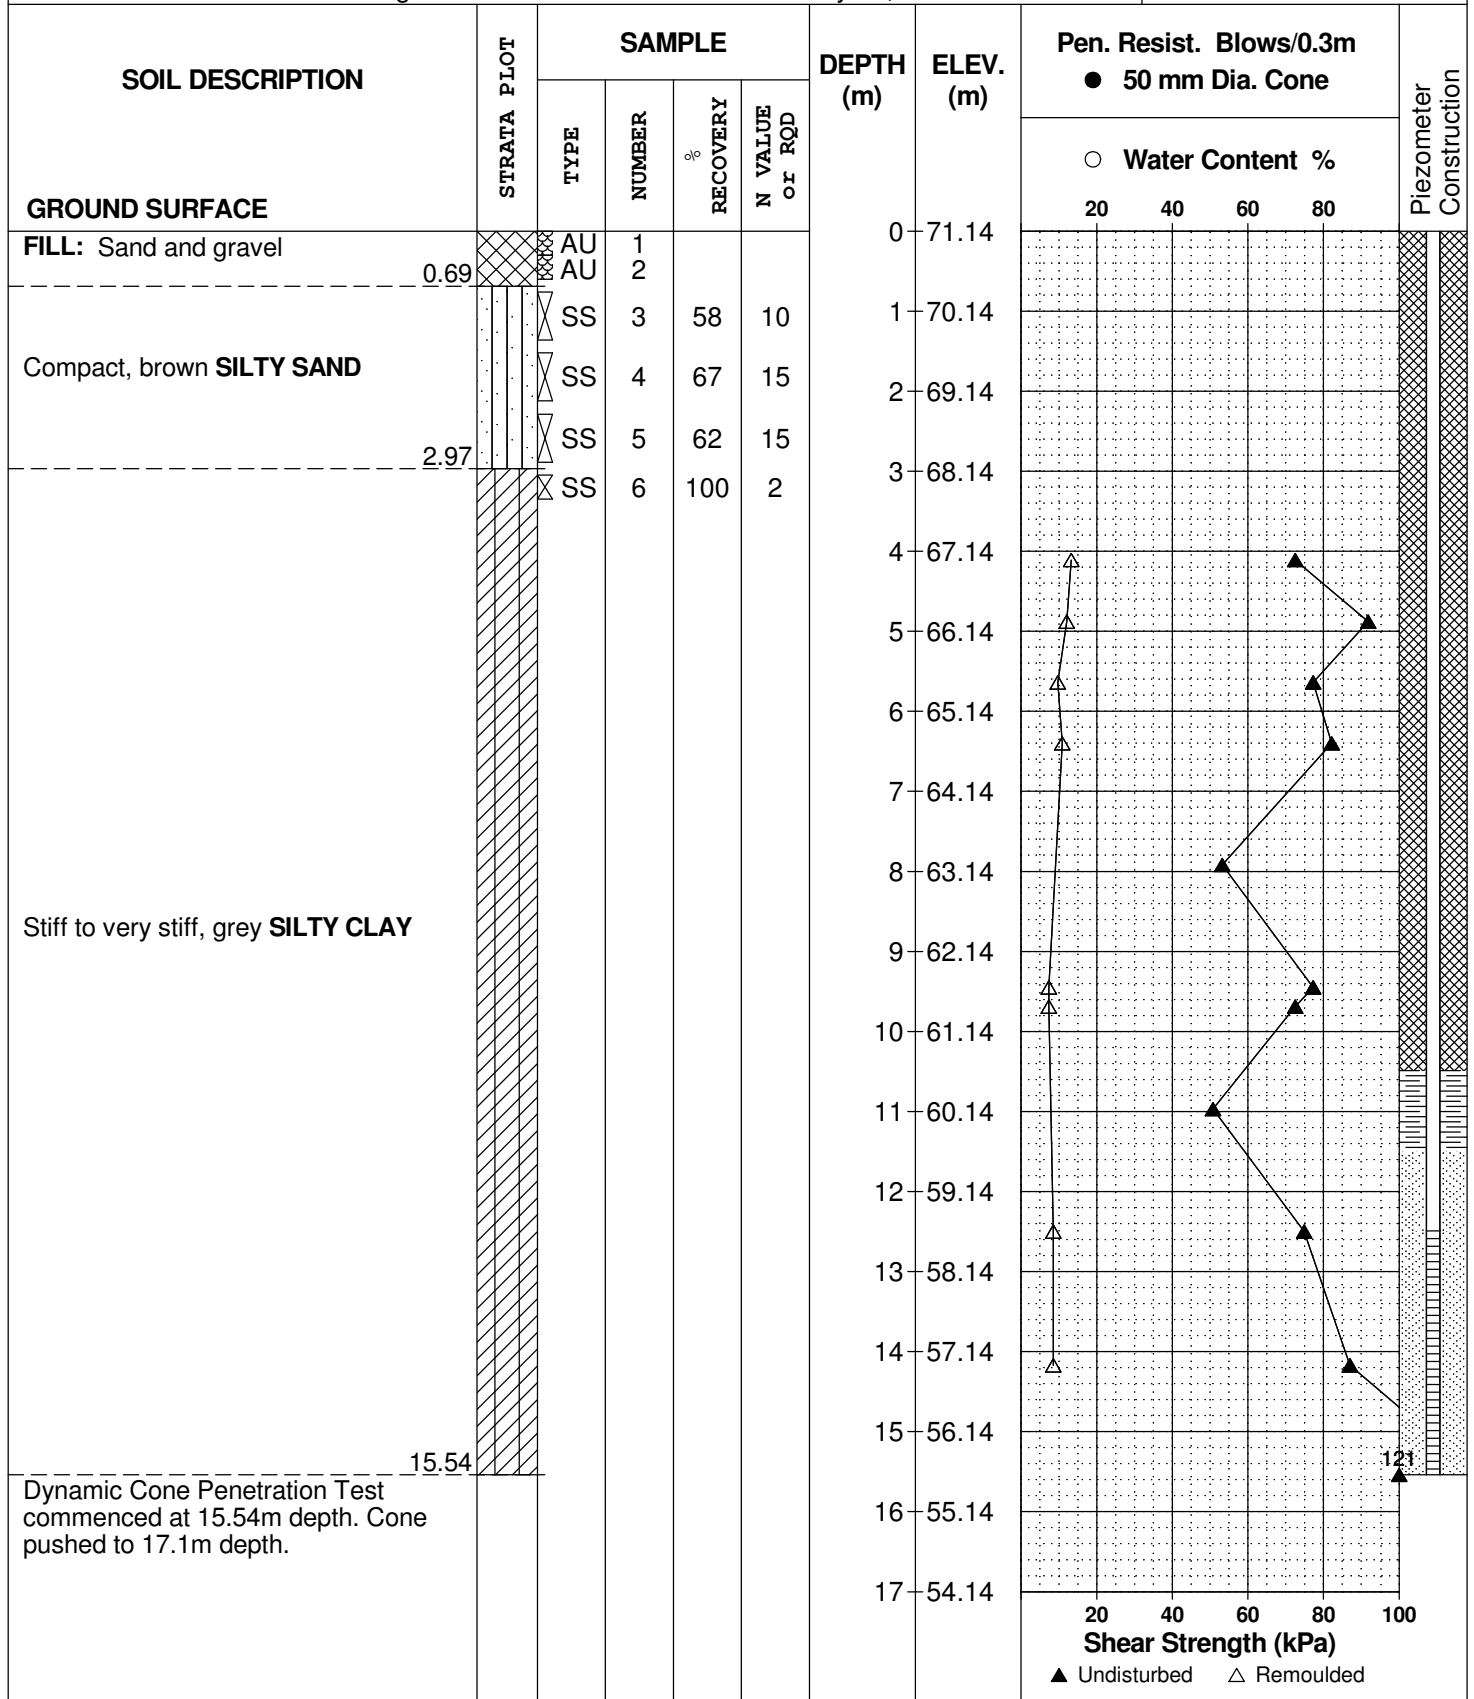 SOIL DESCRIPTION
GROUND SURFACE
STRATA PLOT
SAMPLE
TYPE
NUMBER
%
RECOVERY
N VALUE
or RQD
DEPTH
(m)
ELEV.
(m)
Pen. Resist. Blows/0.3m
● 50 mm Dia. Cone
○ Water Content %
20 40 60 80
Piezometer
Construction
FILL: Sand and gravel
0.69
Compact, brown SILTY SAND
2.97
Stiff to very stiff, grey SILTY CLAY
15.54
Dynamic Cone Penetration Test
commenced at 15.54m depth. Cone
pushed to 17.1m depth.
AU 1
AU 2
SS 3 58 10
SS 4 67 15
SS 5 62 15
SS 6 100 2
0 71.14
1 70.14
2 69.14
3 68.14
4 67.14
5 66.14
6 65.14
7 64.14
8 63.14
9 62.14
10 61.14
11 60.14
12 59.14
13 58.14
14 57.14
15 56.14
16 55.14
17 54.14
121
20 40 60 80 100
Shear Strength (kPa)
▲ Undisturbed △ Remoulded